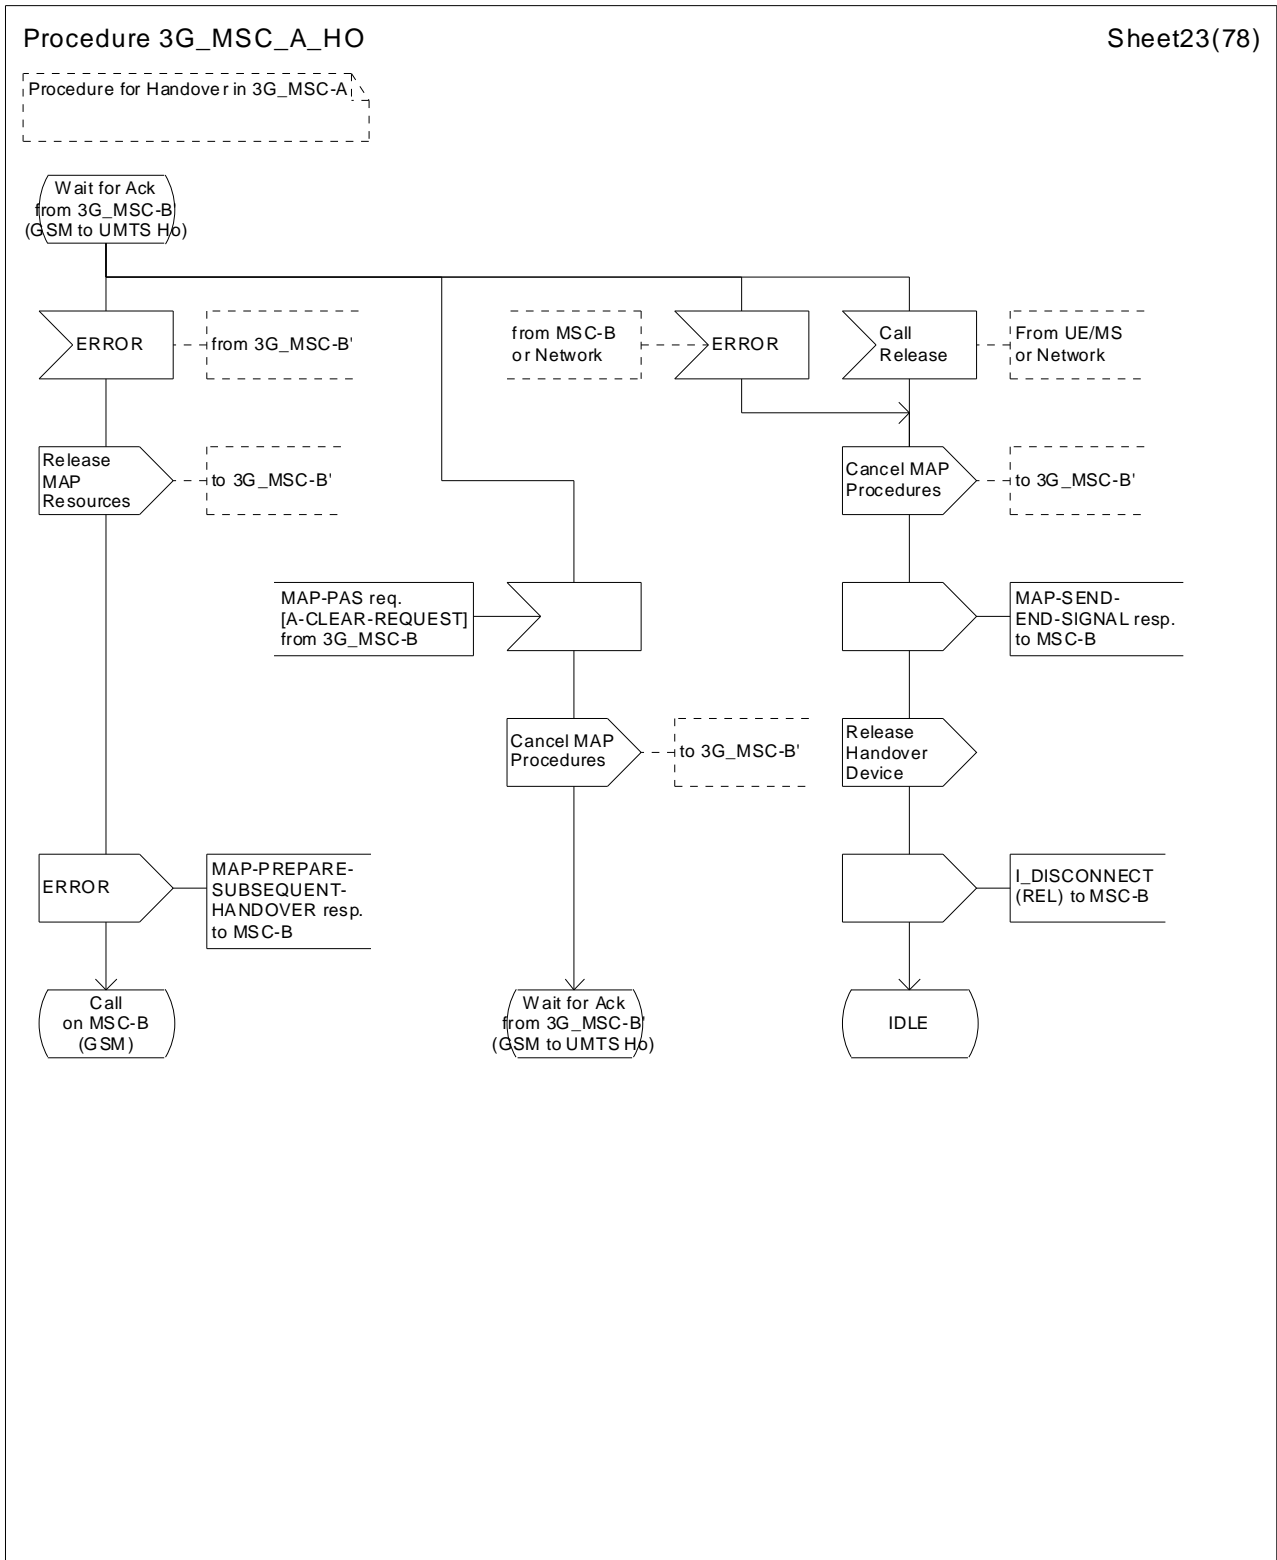 Procedure 3G_MSC_A_HO
Sheet23(78)
Procedure for Handover in 3G_MSC-A
Wait for Ack
from 3G_MSC-B'
(GSM to UMTS Ho)
ERROR
from 3G_MSC-B'
from MSC-B
or Network
ERROR
Call
Release
From UE/MS
or Network
Release
MAP
Resources
to 3G_MSC-B'
Cancel MAP
Procedures
to 3G_MSC-B'
MAP-PAS req.
[A-CLEAR-REQUEST]
from 3G_MSC-B
MAP-SEND-
END-SIGNAL resp.
to MSC-B
Cancel MAP
Procedures
to 3G_MSC-B'
Release
Handover
Device
ERROR
MAP-PREPARE-
SUBSEQUENT-
HANDOVER resp.
to MSC-B
I_DISCONNECT
(REL) to MSC-B
Call
on MSC-B
(GSM)
Wait for Ack
from 3G_MSC-B'
(GSM to UMTS Ho)
IDLE